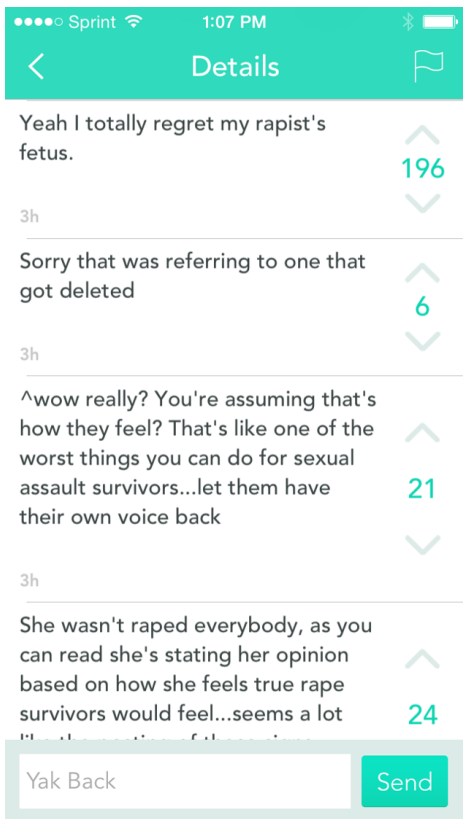 Sprint 1:07 PM
Details
Yeah I totally regret my rapist's
fetus.
196
3h
Sorry that was referring to one that
got deleted
6
3h
^wow really? You're assuming that's
how they feel? That's like one of the
worst things you can do for sexual
assault survivors...let them have
their own voice back
21
3h
She wasn't raped everybody, as you
can read she's stating her opinion
based on how she feels true rape
survivors would feel...seems a lot
24
Yak Back
Send